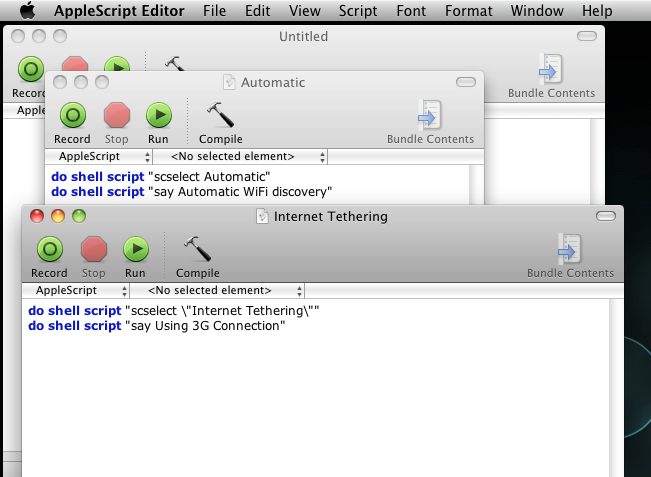 AppleScript Editor File Edit View Script Font Format Window Help
Untitled
Record
Bundle Contents
Apple
Automatic
Record Stop Run Compile Bundle Contents
AppleScript <No selected element>
do shell script "scselect Automatic"
do shell script "say Automatic WiFi discovery"
Internet Tethering
Record Stop Run Compile Bundle Contents
AppleScript <No selected element>
do shell script "scselect \"Internet Tethering\""
do shell script "say Using 3G Connection"